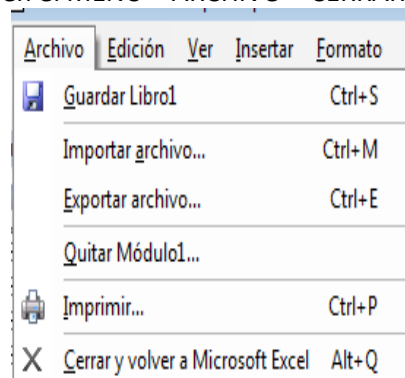 Archivo Edición Ver Insertar Formato
Guardar Libro1 Ctrl+S
Importar archivo... Ctrl+M
Exportar archivo... Ctrl+E
Quitar Módulo1...
Imprimir... Ctrl+P
Cerrar y volver a Microsoft Excel Alt+Q